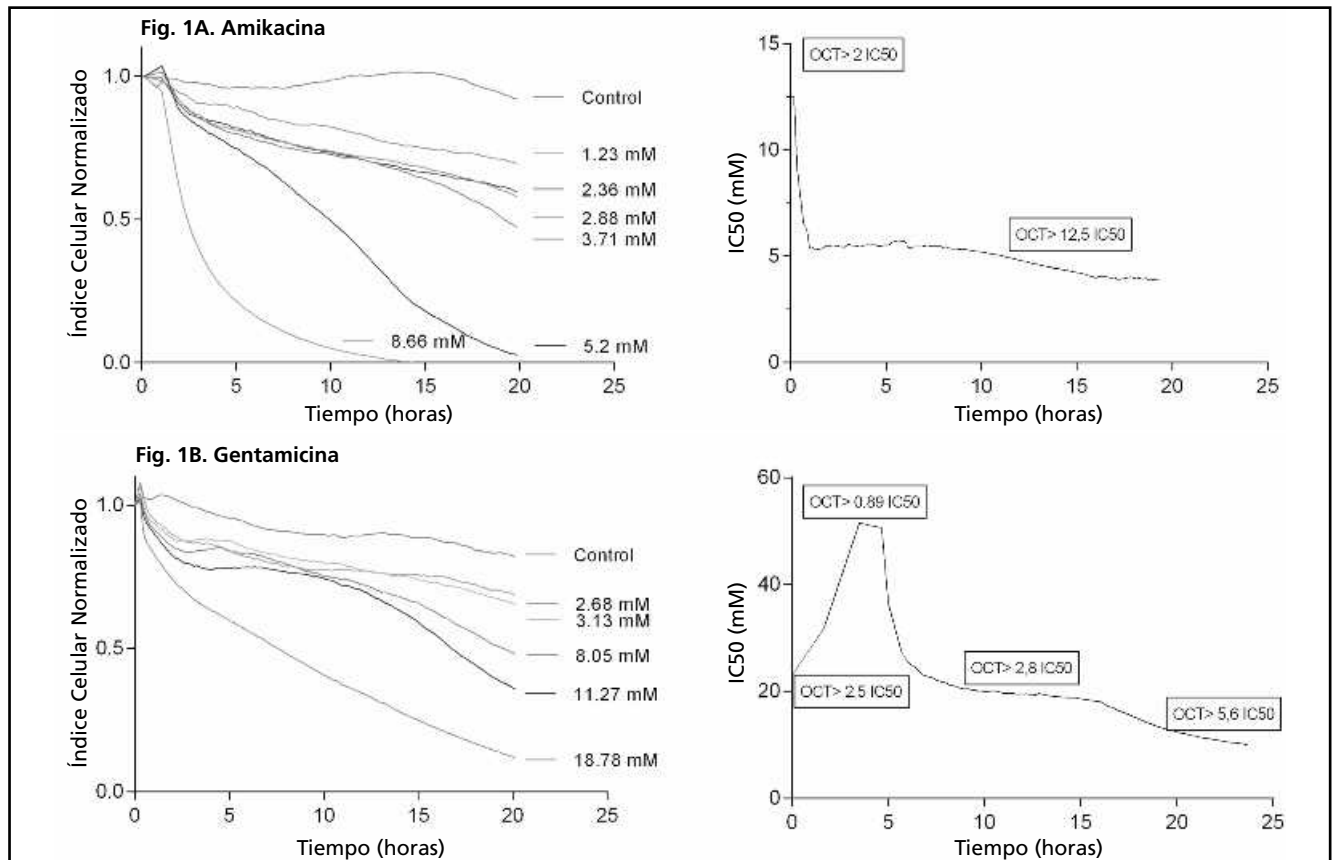 Fig. 1A. Amikacina
Índice Celular Normalizado
1.0
0.5
0.0
0
5
10
15
20
25
Tiempo (horas)
Control
1.23 mM
2.36 mM
2.88 mM
3.71 mM
8.66 mM
5.2 mM
IC50 (mM)
15
10
5
0
OCT> 2 IC50
OCT> 12,5 IC50
0
5
10
15
20
25
Tiempo (horas)
Fig. 1B. Gentamicina
Índice Celular Normalizado
1.0
0.5
0.0
0
5
10
15
20
25
Tiempo (horas)
Control
2.68 mM
3.13 mM
8.05 mM
11.27 mM
18.78 mM
IC50 (mM)
60
40
20
0
OCT> 0.89 IC50
OCT> 2.5 IC50
OCT> 2,8 IC50
OCT> 5,6 IC50
0
5
10
15
20
25
Tiempo (horas)